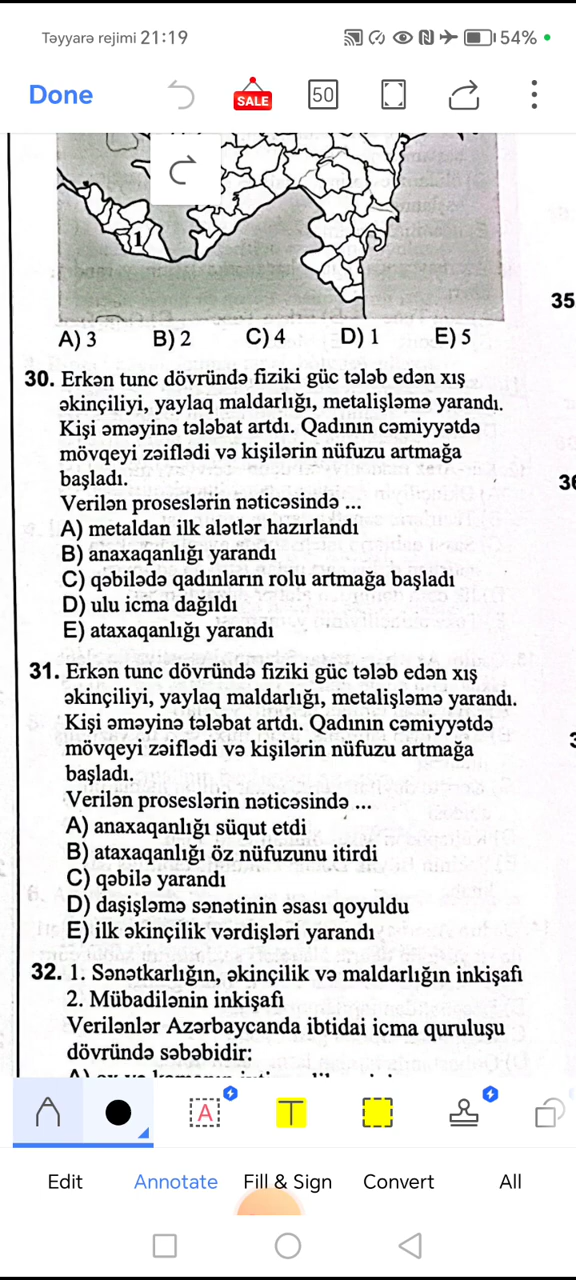 Təyyarə rejimi 21:19
54%
Done
SALE
50
1
35
A) 3 B) 2 C) 4 D) 1 E) 5
30. Erkən tunc dövründə fiziki güc tələb edən xış
əkinçiliyi, yaylaq maldarlığı, metalişləmə yarandı.
Kişi əməyinə tələbat artdı. Qadının cəmiyyətdə
mövqeyi zəiflədi və kişilərin nüfuzu artmağa
başladı.
Verilən proseslərin nəticəsində ...
A) metaldan ilk alətlər hazırlandı
B) anaxaqanlığı yarandı
C) qəbilədə qadınların rolu artmağa başladı
D) ulu icma dağıldı
E) ataxaqanlığı yarandı
31. Erkən tunc dövründə fiziki güc tələb edən xış
əkinçiliyi, yaylaq maldarlığı, metalişləmə yarandı.
Kişi əməyinə tələbat artdı. Qadının cəmiyyətdə
mövqeyi zəiflədi və kişilərin nüfuzu artmağa
başladı.
Verilən proseslərin nəticəsində ...
A) anaxaqanlığı süqut etdi
B) ataxaqanlığı öz nüfuzunu itirdi
C) qəbilə yarandı
D) daşişləmə sənətinin əsası qoyuldu
E) ilk əkinçilik vərdişləri yarandı
32. 1. Sənətkarlığın, əkinçilik və maldarlığın inkişafı
2. Mübadilənin inkişafı
Verilənlər Azərbaycanda ibtidai icma quruluşu
dövründə səbəbidir:
A
T
Edit Annotate Fill & Sign Convert All